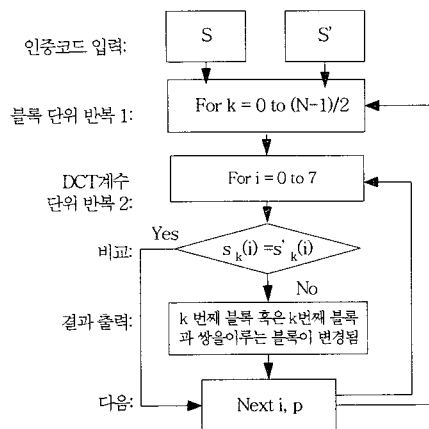 인증코드 입력: S S'
블록 단위 반복 1: For k = 0 to (N-1)/2
DCT계수
단위 반복 2: For i = 0 to 7
비교: Yes s_k(i) =s'_k(i)
No
결과 출력: k 번째 블록 혹은 k번째 블록
과 쌍을이루는 블록이 변경됨
다음: Next i, p